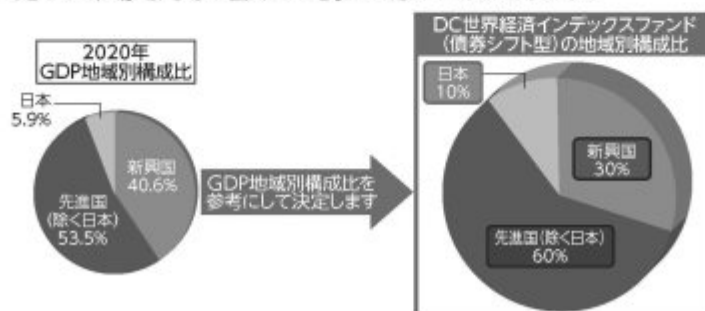 2020年
GDP地域別構成比
日本
5.9%
新興国
40.6%
先進国
(除く日本)
53.5%
GDP地域別構成比を
参考にして決定します
DC世界経済インデックスファンド
(債券シフト型)の地域別構成比
日本
10%
新興国
30%
先進国(除く日本)
60%